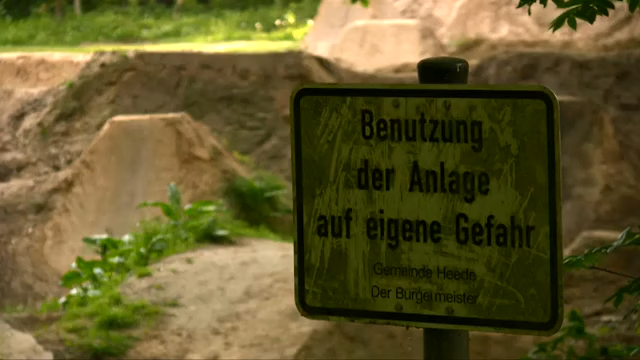 Benutzung
der Anlage
auf eigene Gefahr
Gemeinde Heede
Der Bürgermeister